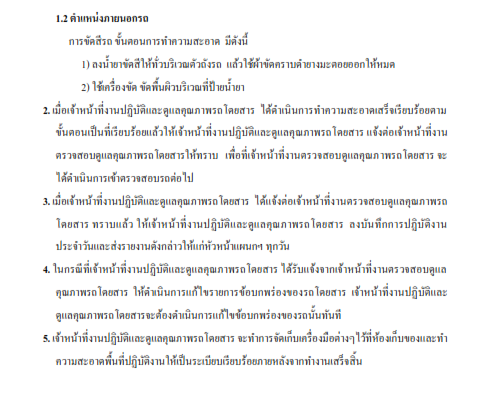 1.2 ตำแหน่งภายนอกรถ
การขัดสีรถ ขั้นตอนการทำความสะอาด มีดังนี้
1) ลงน้ำยาขัดสีให้ทั่วบริเวณตัวถังรถ แล้วใช้ผ้าขัดคราบดำยางมะตอยออกให้หมด
2) ใช้เครื่องขัด ขัดพื้นผิวบริเวณที่ป้ายน้ำยา
2. เมื่อเจ้าหน้าที่งานปฏิบัติและดูแลคุณภาพรถโดยสาร ได้ดำเนินการทำความสะอาดเสร็จเรียบร้อยตาม
ขั้นตอนเป็นที่เรียบร้อยแล้วให้เจ้าหน้าที่งานปฏิบัติและดูแลคุณภาพรถโดยสาร แจ้งต่อเจ้าหน้าที่งาน
ตรวจสอบดูแลคุณภาพรถโดยสารให้ทราบ เพื่อที่เจ้าหน้าที่งานตรวจสอบดูแลคุณภาพรถโดยสาร จะ
ได้ดำเนินการเข้าตรวจสอบรถต่อไป
3. เมื่อเจ้าหน้าที่งานปฏิบัติและดูแลคุณภาพรถโดยสาร ได้แจ้งต่อเจ้าหน้าที่งานตรวจสอบดูแลคุณภาพรถ
โดยสาร ทราบแล้ว ให้เจ้าหน้าที่งานปฏิบัติและดูแลคุณภาพรถโดยสาร ลงบันทึกการปฏิบัติงาน
ประจำวันและส่งรายงานดังกล่าวให้แก่หัวหน้าแผนกฯ ทุกวัน
4. ในกรณีที่เจ้าหน้าที่งานปฏิบัติและดูแลคุณภาพรถโดยสาร ได้รับแจ้งจากเจ้าหน้าที่งานตรวจสอบดูแล
คุณภาพรถโดยสาร ให้ดำเนินการแก้ไขรายการข้อบกพร่องของรถโดยสาร เจ้าหน้าที่งานปฏิบัติและ
ดูแลคุณภาพรถโดยสารจะต้องดำเนินการแก้ไขข้อบกพร่องของรถนั้นทันที
5. เจ้าหน้าที่งานปฏิบัติและดูแลคุณภาพรถโดยสาร จะทำการจัดเก็บเครื่องมือต่างๆ ไว้ที่ห้องเก็บของและทำ
ความสะอาดพื้นที่ปฏิบัติงานให้เป็นระเบียบเรียบร้อยภายหลังจากทำงานเสร็จสิ้น